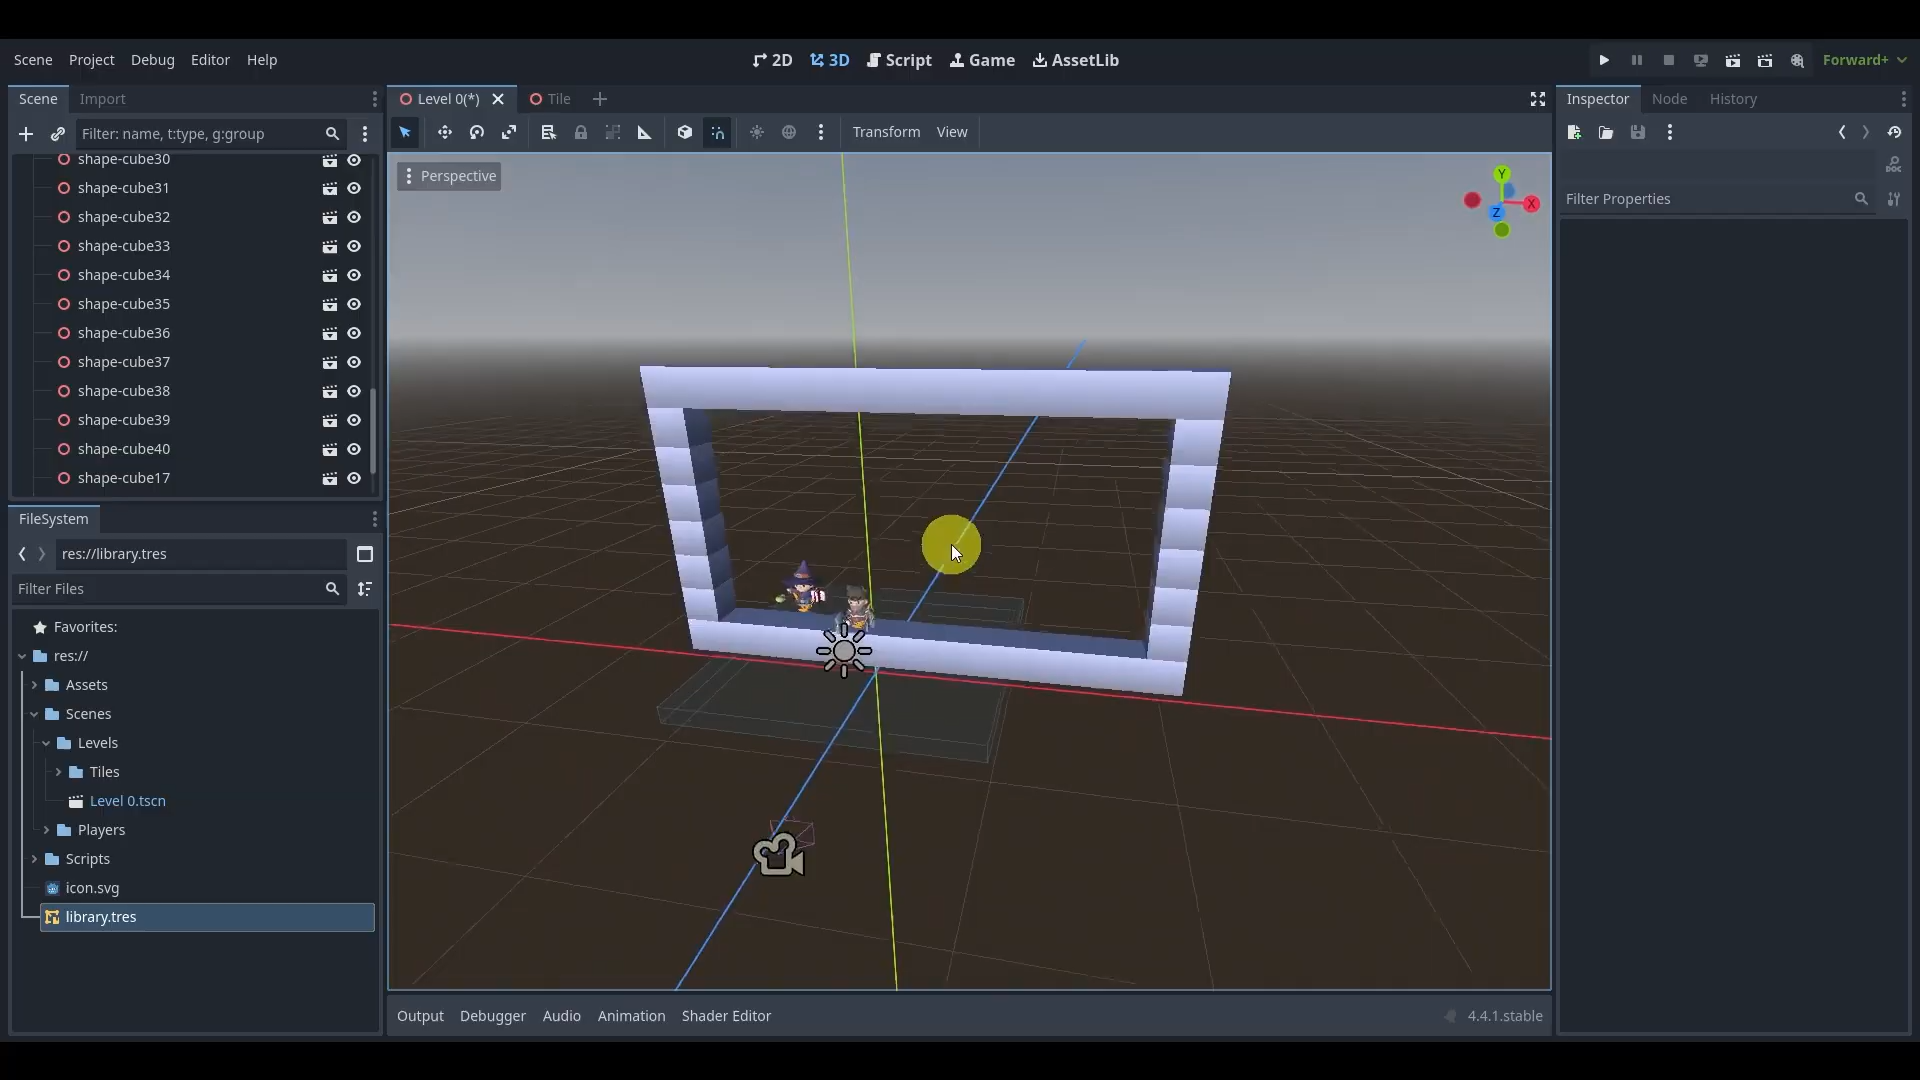 Scene Project Debug Editor Help
2D 3D Script Game AssetLib
Forward+
Scene Import
Filter: name, t:type, g:group
shape-cube30
shape-cube31
shape-cube32
shape-cube33
shape-cube34
shape-cube35
shape-cube36
shape-cube37
shape-cube38
shape-cube39
shape-cube40
shape-cube17
FileSystem
res://library.tres
Filter Files
Favorites:
res://
Assets
Scenes
Levels
Tiles
Level 0.tscn
Players
Scripts
icon.svg
library.tres
Level 0(*) Tile
Transform View
Perspective
Y
X
Z
Output Debugger Audio Animation Shader Editor
4.4.1.stable
Inspector Node History
DOC
Filter Properties